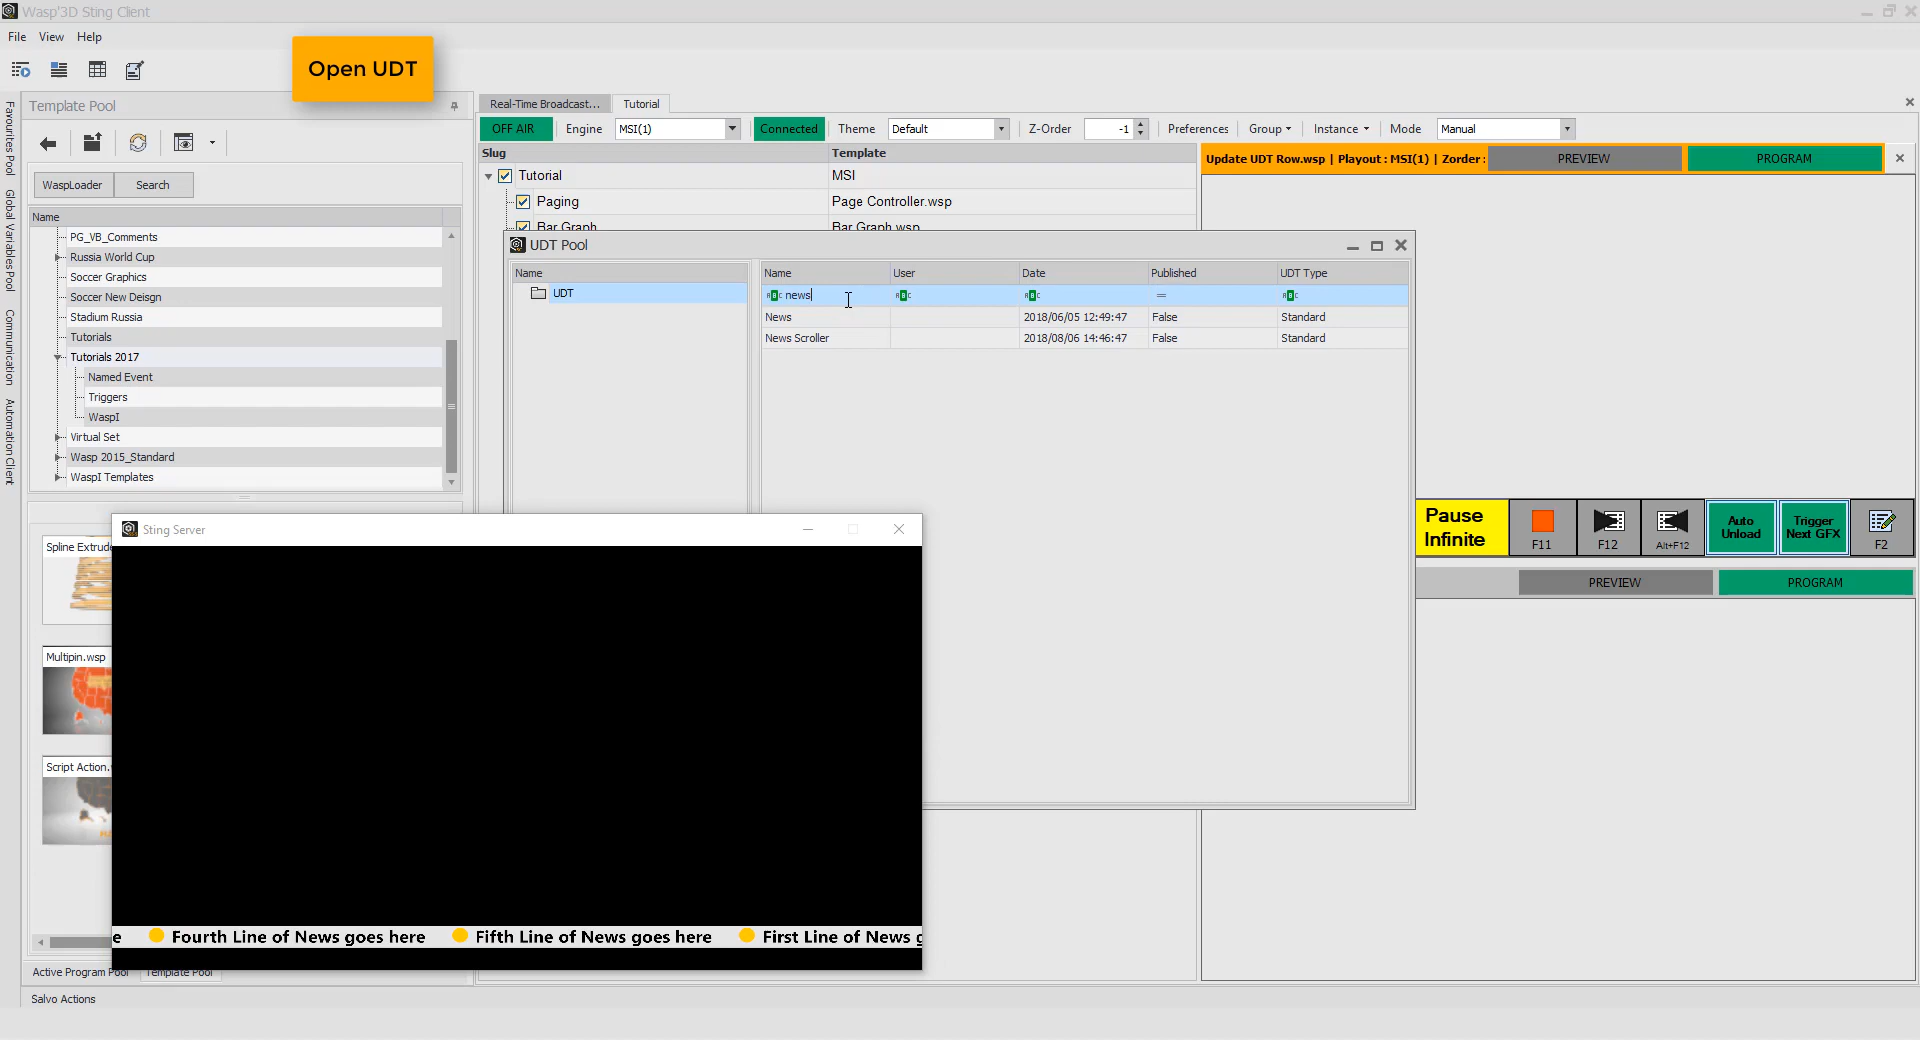 Wasp3D Sting Client
File View Help
Open UDT
Template Pool
WaspLoader Search
Name
PG_VB_Comments
Russia World Cup
Soccer Graphics
Soccer New Deisgn
Stadium Russia
Tutorials
Tutorials 2017
Named Event
Triggers
WaspI
Virtual Set
Wasp 2015_Standard
WaspI Templates
Favourites Pool
Global Variables Pool
Communication
Automation Client
Real-Time Broadcast... Tutorial
OFF AIR Engine MSI(1) Connected Theme Default Z-Order -1 Preferences Group Instance Mode Manual
Slug Template
Tutorial MSI
Paging Page Controller.wsp
Bar Graph Bar Graph.wsp
Update UDT Row.wsp | Playout : MSI(1) | Zorder : PREVIEW PROGRAM
UDT Pool
Name
UDT
Name User Date Published UDT Type
ABC news ABC ABC = ABC
News 2018/06/05 12:49:47 False Standard
News Scroller 2018/08/06 14:46:47 False Standard
Pause
Infinite
F11
F12
Alt+F12
Auto
Unload
Trigger
Next GFX
F2
PREVIEW PROGRAM
Spline Extrude
Multipin.wsp
Script Action.
Sting Server
e Fourth Line of News goes here Fifth Line of News goes here First Line of News g
Active Program Pool Template Pool
Salvo Actions